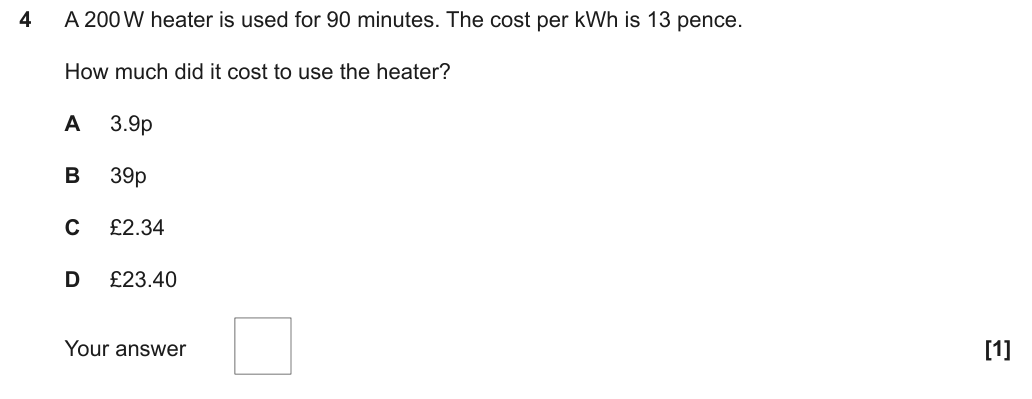 4 A 200 W heater is used for 90 minutes. The cost per kWh is 13 pence.
How much did it cost to use the heater?
A 3.9p
B 39p
C £2.34
D £23.40
Your answer [1]